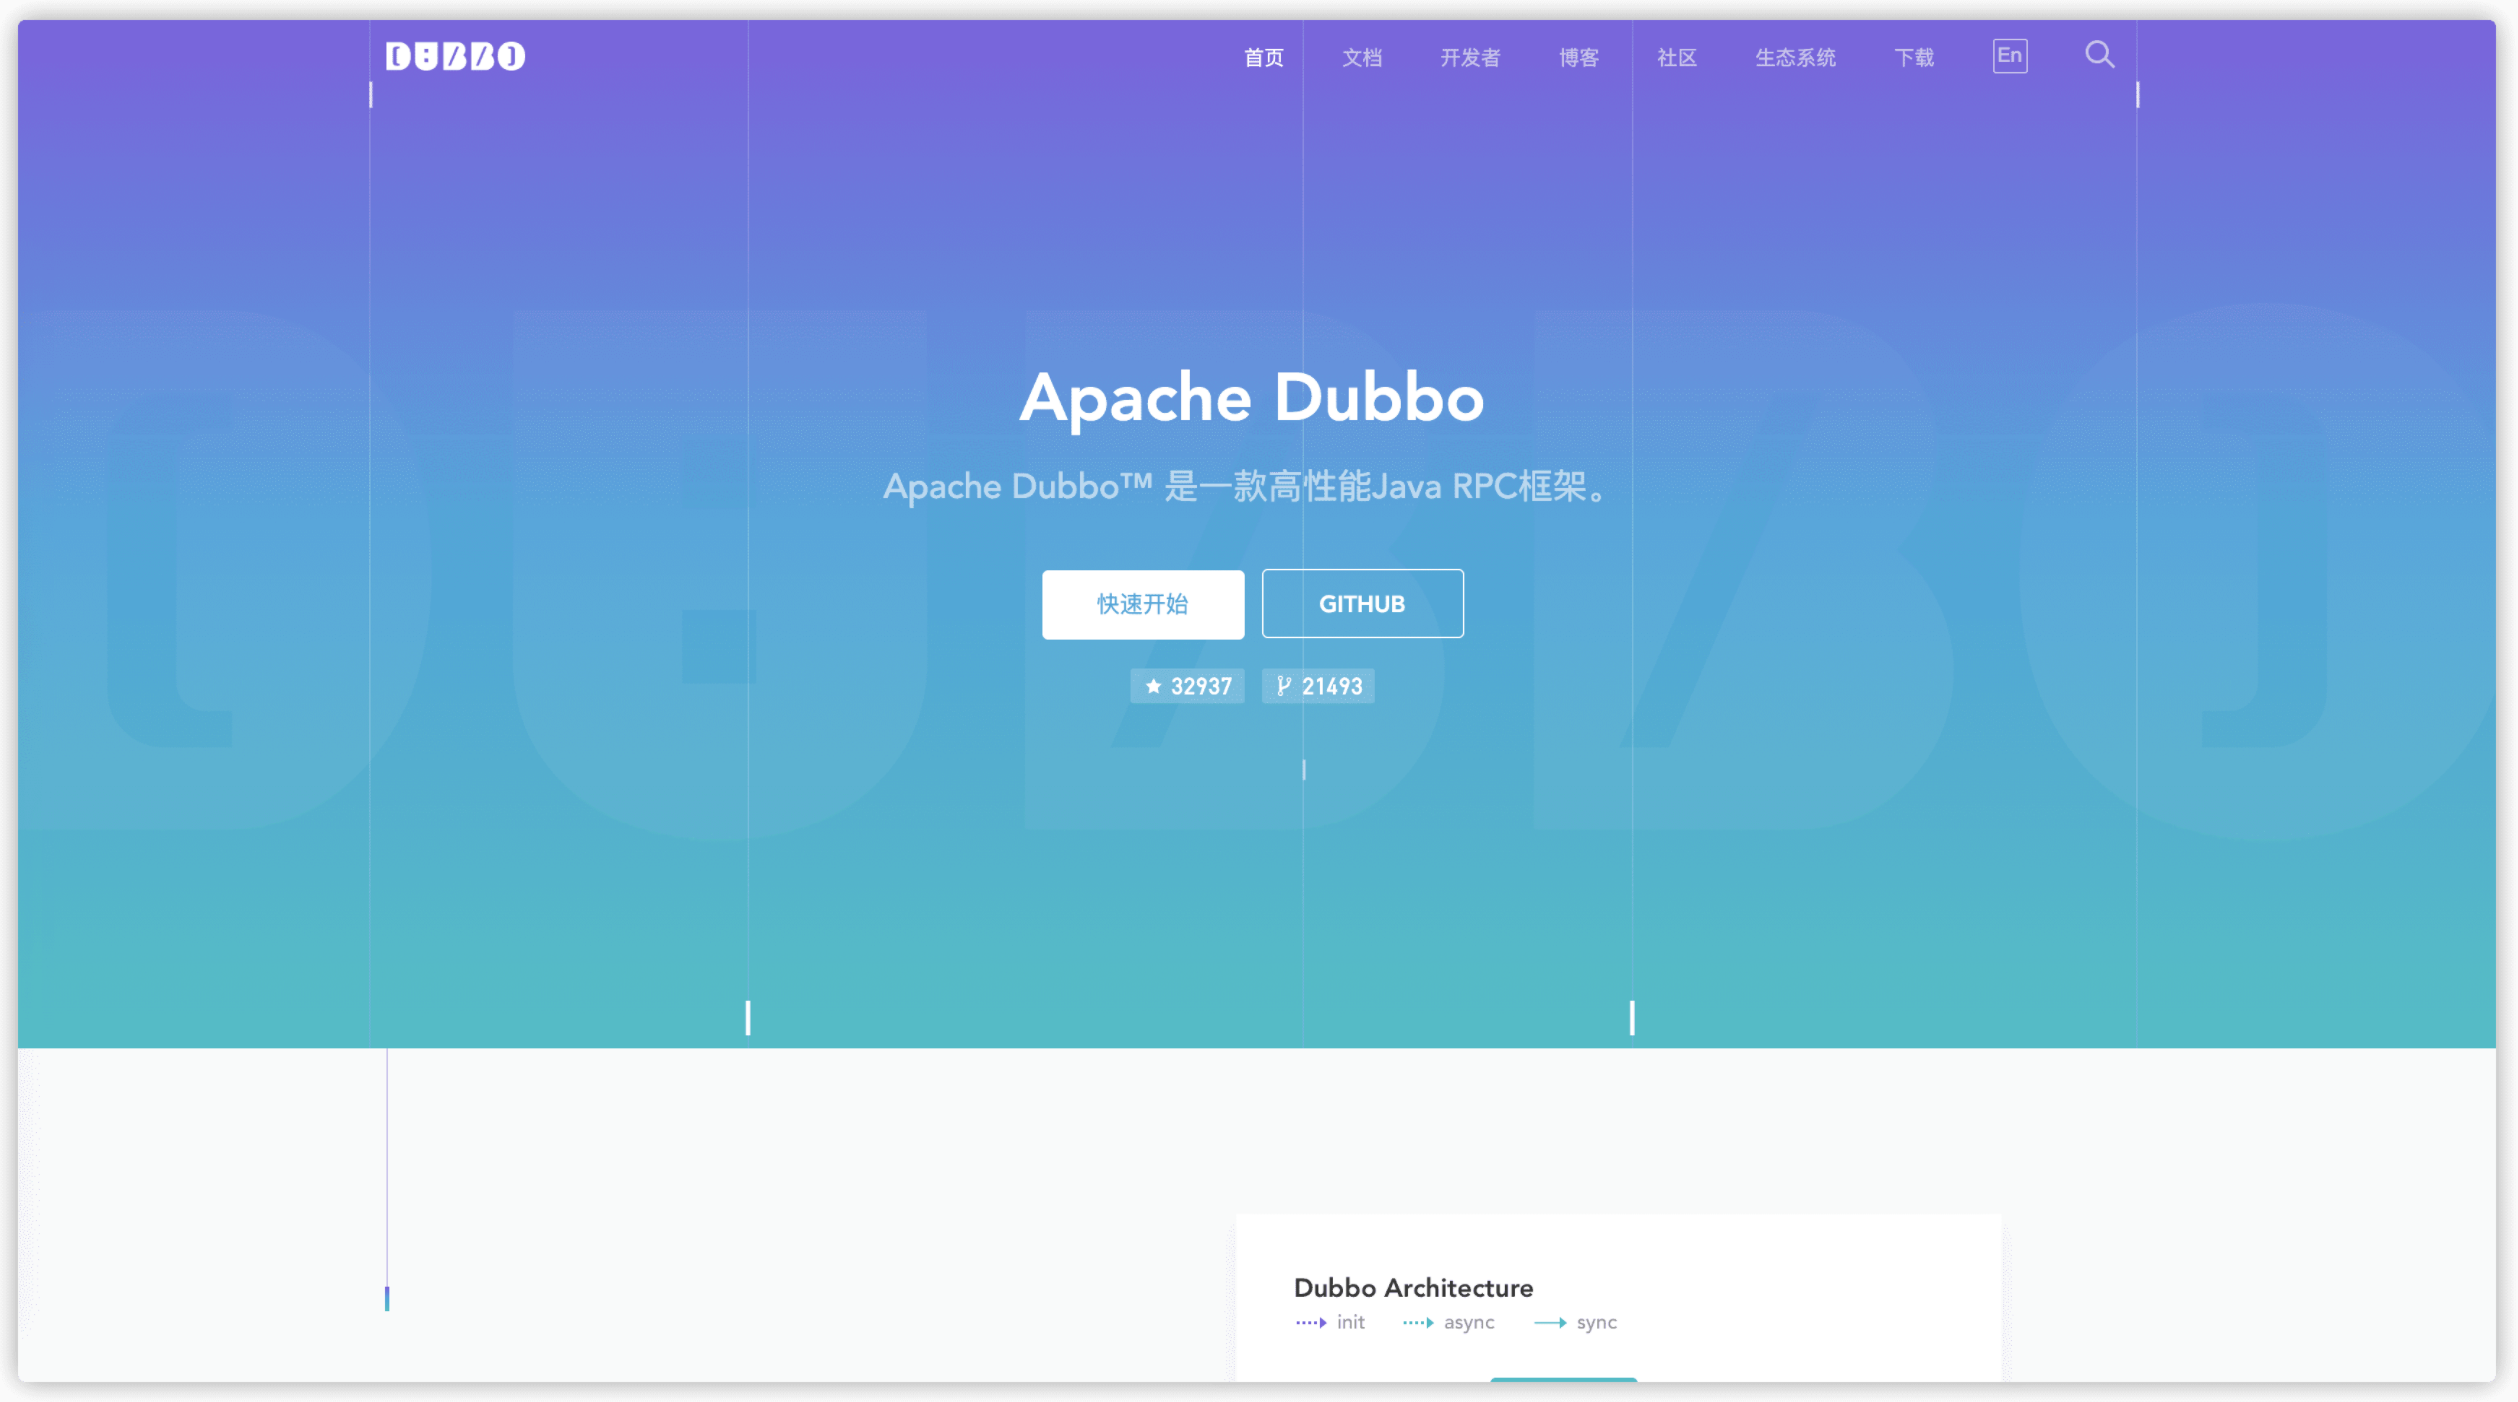 DUBBO
首页 文档 开发者 博客 社区 生态系统 下载 En
Apache Dubbo
Apache Dubbo™ 是一款高性能Java RPC框架。
快速开始 GITHUB
32937 21493
Dubbo Architecture
init async sync